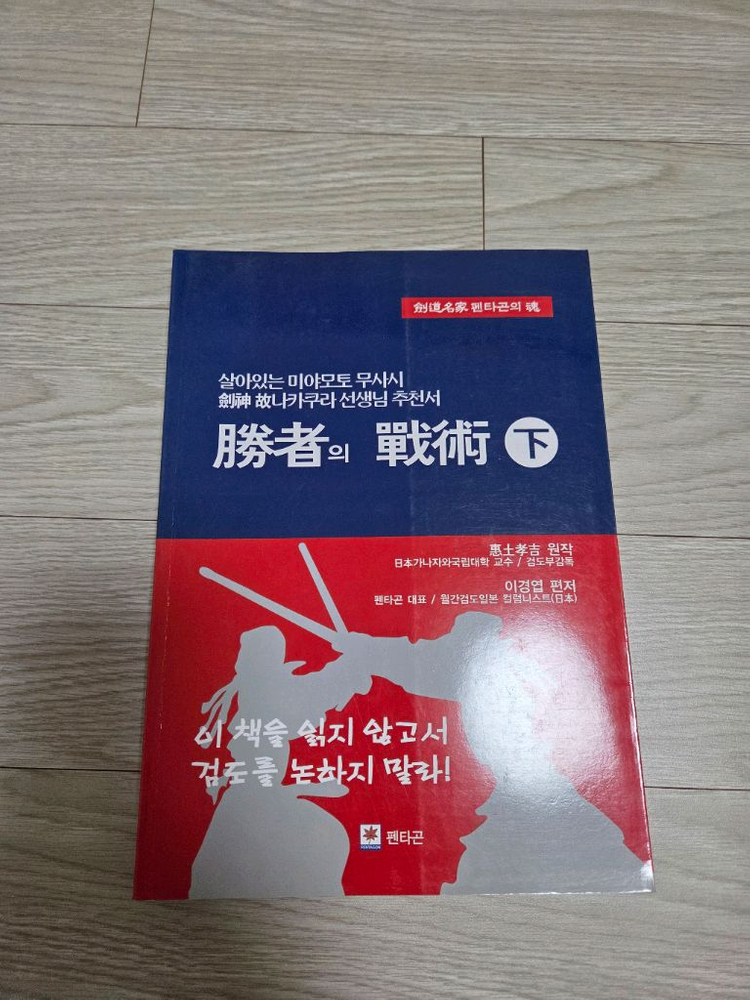 劍道名家 펜타곤의 魂
살아있는 미야모토 무사시
劍神 故나카쿠라 선생님 추천서
勝者의 戰術 下
惠土孝吉 원작
日本가나자와국립대학 교수 / 검도부감독
이경엽 편저
펜타곤 대표 / 월간검도일본 컬럼니스트(日本)
이 책을 읽지 않고서
검도를 논하지 말라!
PENTAGON 펜타곤